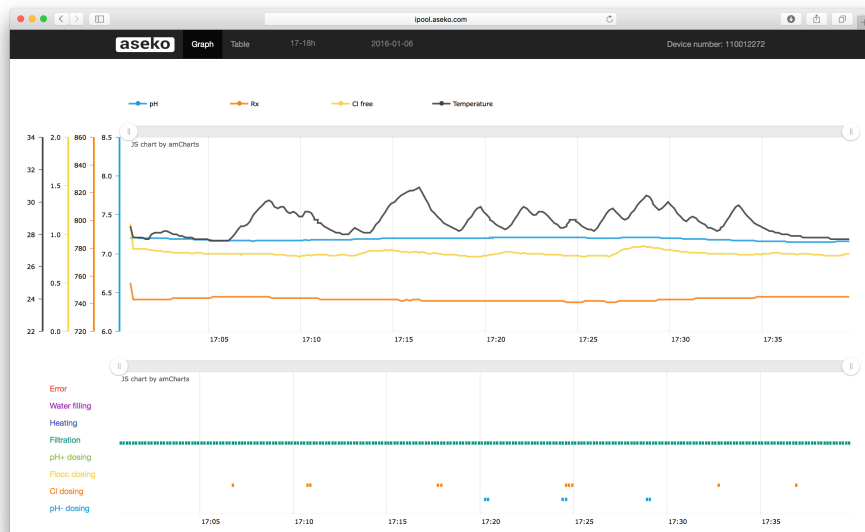 ipool.aseko.com
aseko Graph Table 17-18h 2016-01-06 Device number: 110012272
pH Rx Cl free Temperature
JS chart by amCharts
34 2.0 860 8.5
32 840
8.0
30 1.5 820
7.5
800
28 1.0 780
7.0
26 760
24 0.5 6.5
740
22 0.0 720 6.0
17:05 17:10 17:15 17:20 17:25 17:30 17:35
JS chart by amCharts
Error
Water filling
Heating
Filtration
pH+ dosing
Flocc dosing
Cl dosing
pH- dosing
17:05 17:10 17:15 17:20 17:25 17:30 17:35